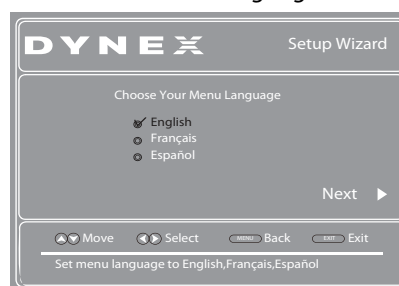 DYNEX Setup Wizard
Choose Your Menu Language
English
Français
Español
Next
Move Select MENU Back EXIT Exit
Set menu language to English,Français,Español